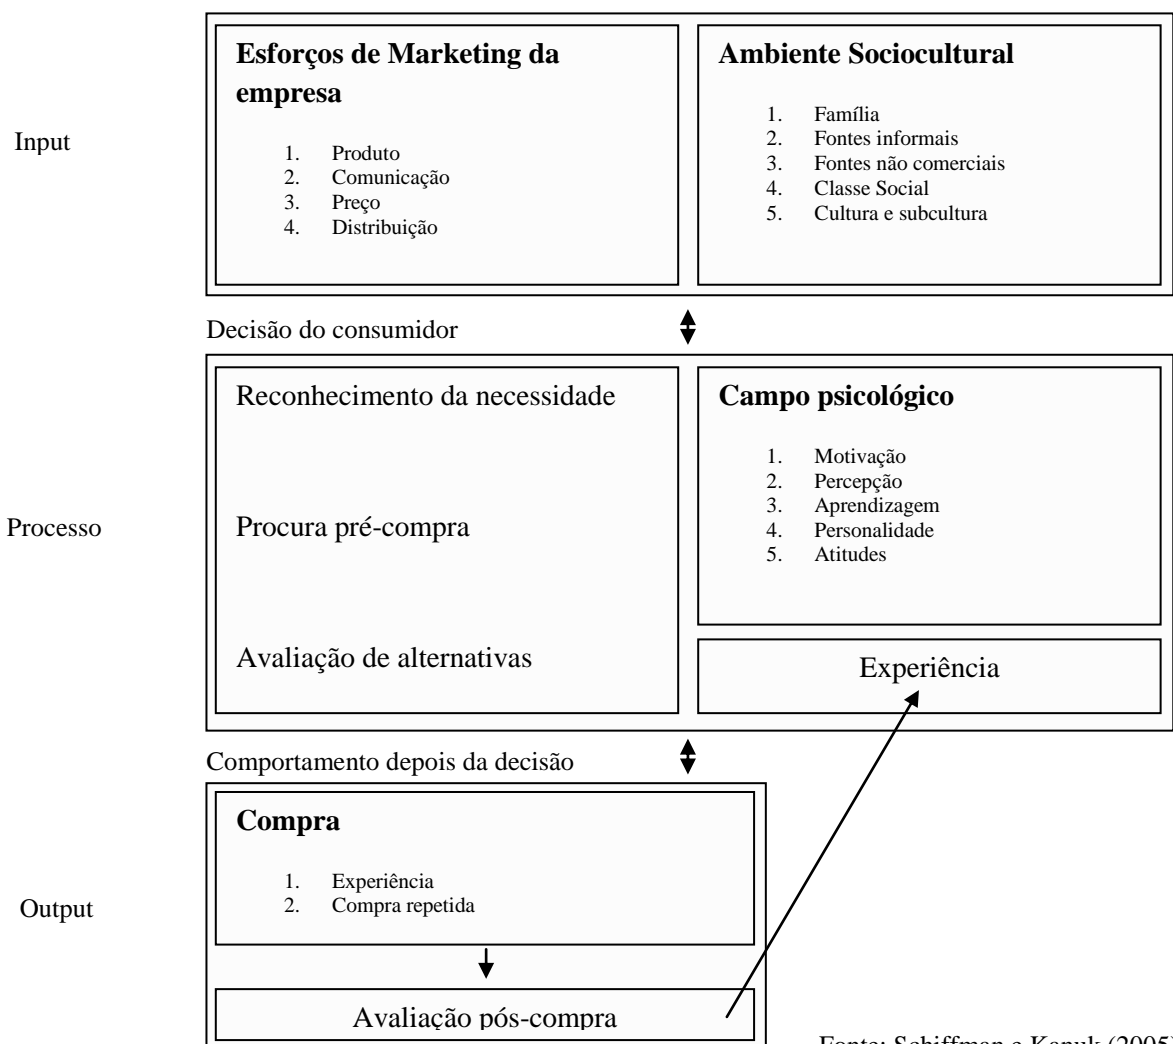 Input
Esforços de Marketing da
empresa
1. Produto
2. Comunicação
3. Preço
4. Distribuição
Ambiente Sociocultural
1. Família
2. Fontes informais
3. Fontes não comerciais
4. Classe Social
5. Cultura e subcultura
Decisão do consumidor
Processo
Reconhecimento da necessidade
Procura pré-compra
Avaliação de alternativas
Campo psicológico
1. Motivação
2. Percepção
3. Aprendizagem
4. Personalidade
5. Atitudes
Experiência
Comportamento depois da decisão
Output
Compra
1. Experiência
2. Compra repetida
Avaliação pós-compra
Fonte: Schiffman e Kanuk (2005)